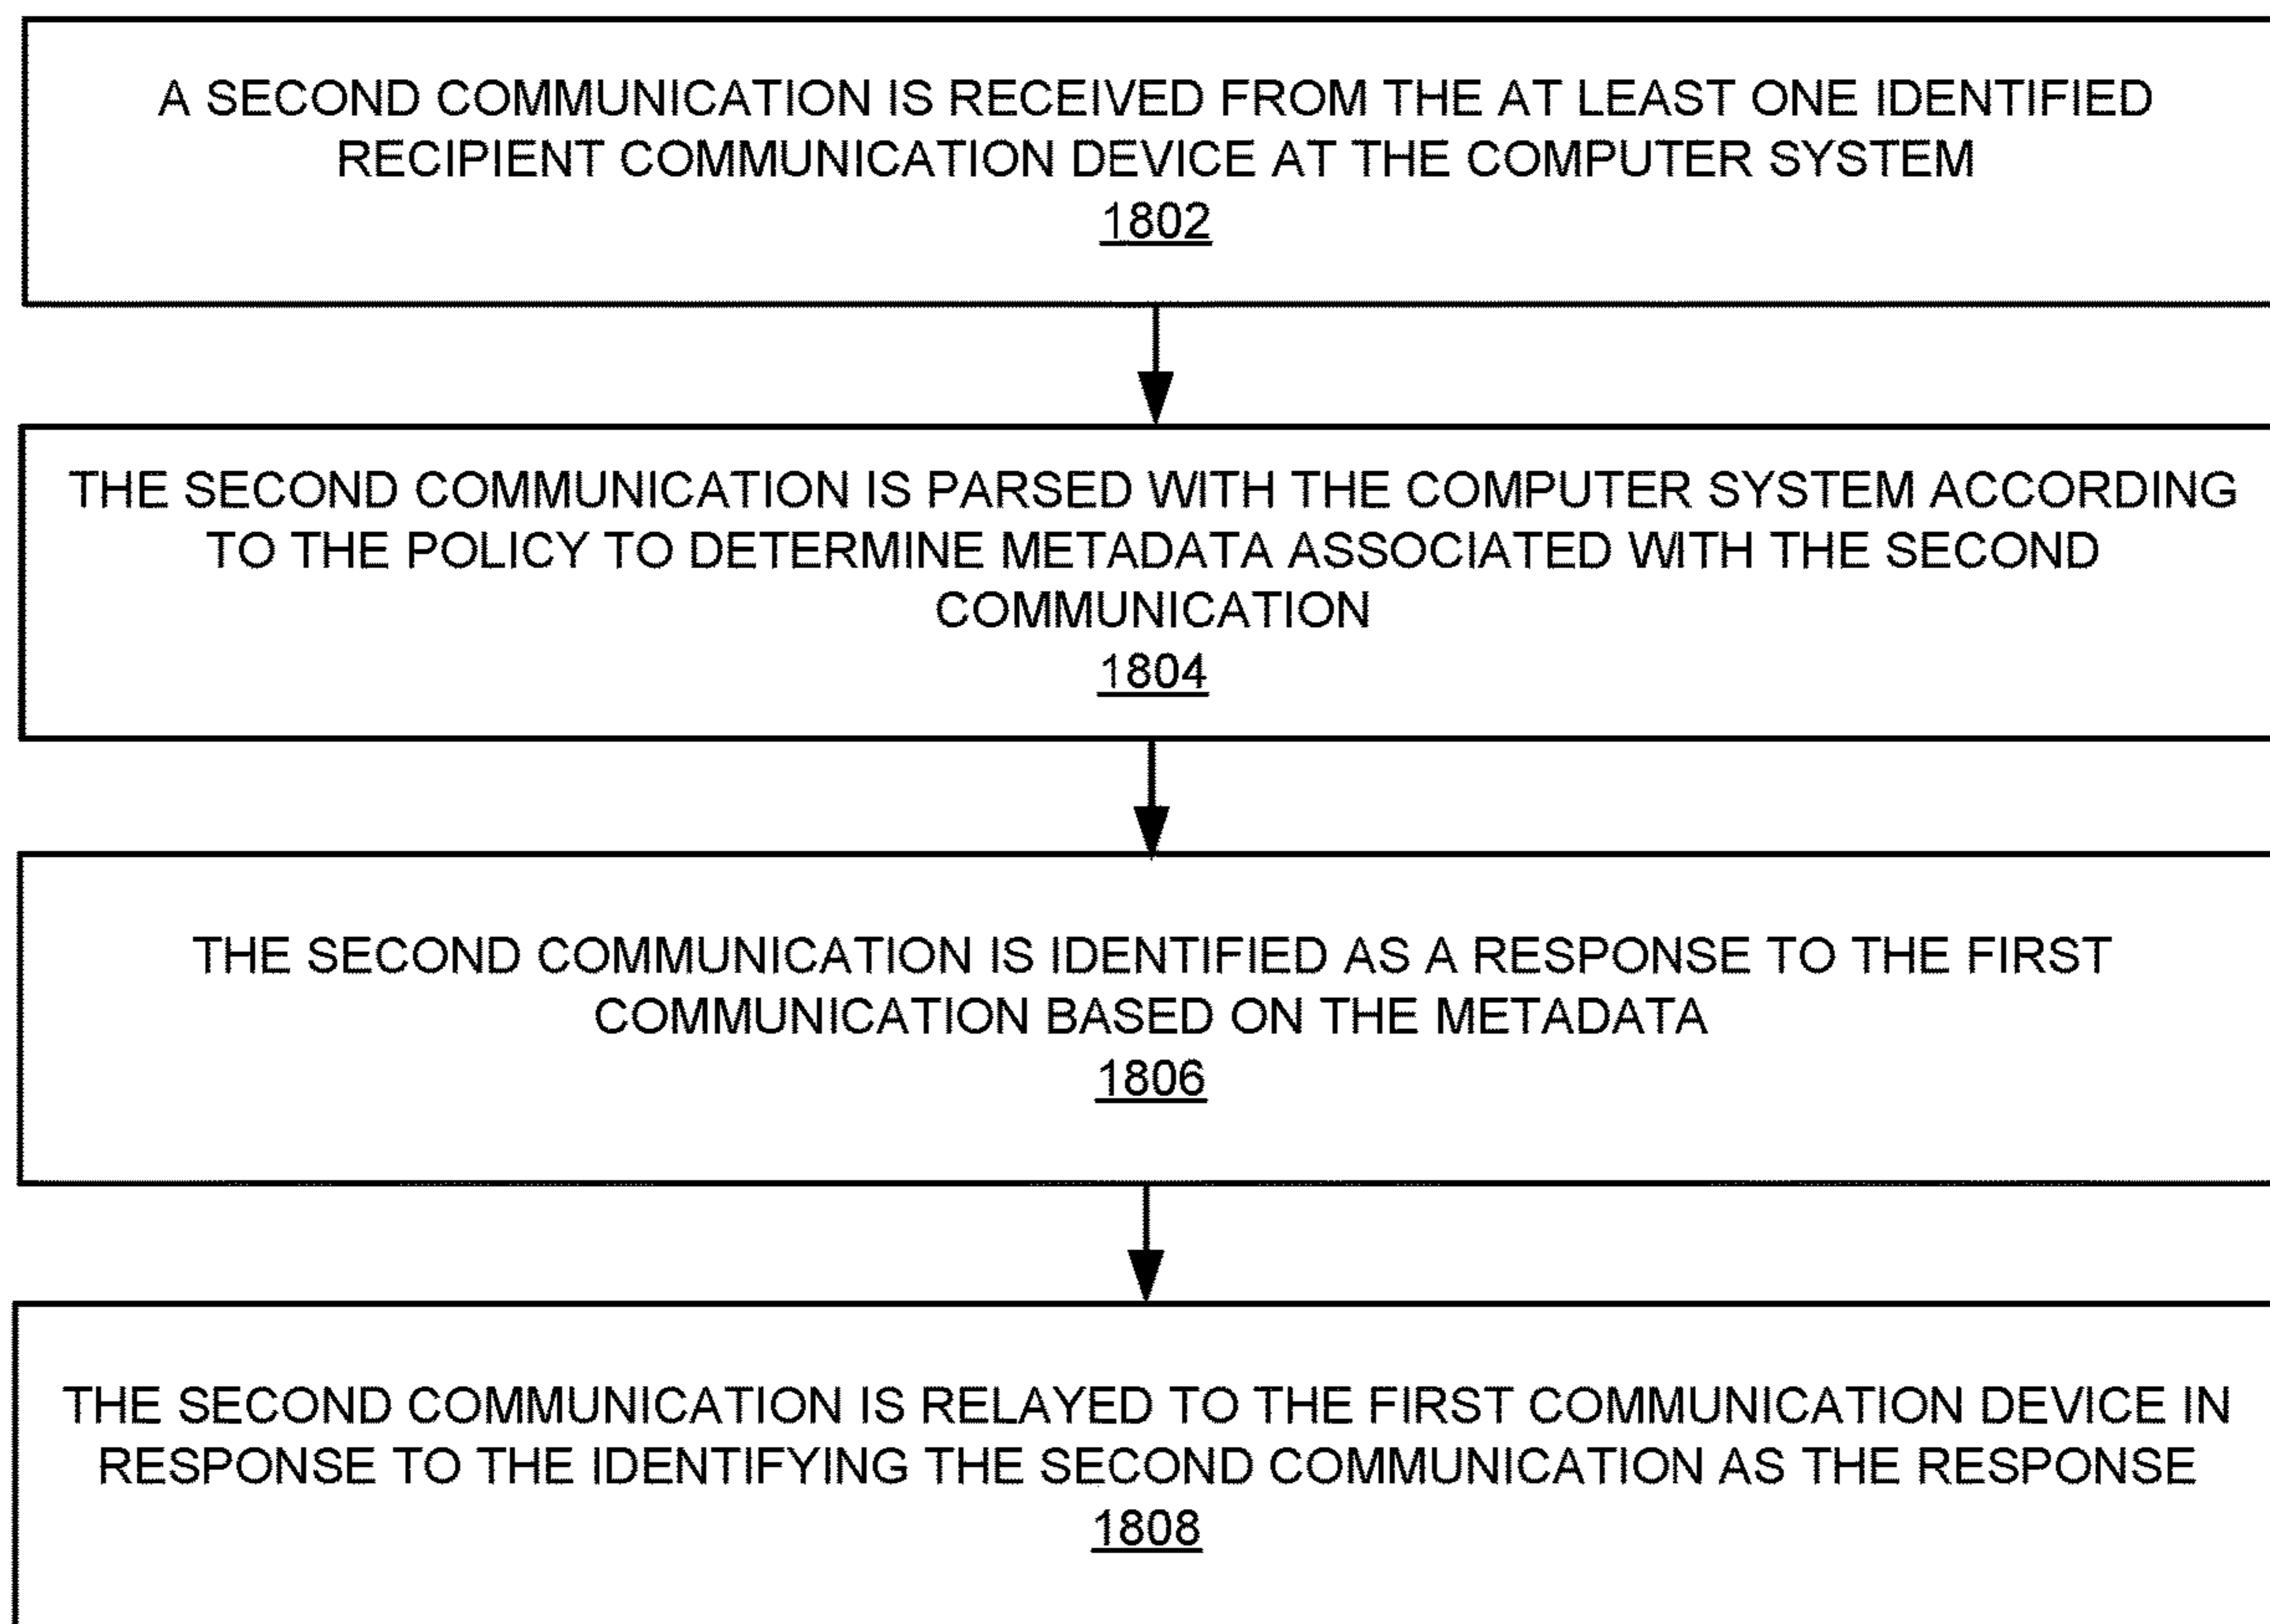 A SECOND COMMUNICATION IS RECEIVED FROM THE AT LEAST ONE IDENTIFIED
RECIPIENT COMMUNICATION DEVICE AT THE COMPUTER SYSTEM
1802
THE SECOND COMMUNICATION IS PARSED WITH THE COMPUTER SYSTEM ACCORDING
TO THE POLICY TO DETERMINE METADATA ASSOCIATED WITH THE SECOND
COMMUNICATION
1804
THE SECOND COMMUNICATION IS IDENTIFIED AS A RESPONSE TO THE FIRST
COMMUNICATION BASED ON THE METADATA
1806
THE SECOND COMMUNICATION IS RELAYED TO THE FIRST COMMUNICATION DEVICE IN
RESPONSE TO THE IDENTIFYING THE SECOND COMMUNICATION AS THE RESPONSE
1808